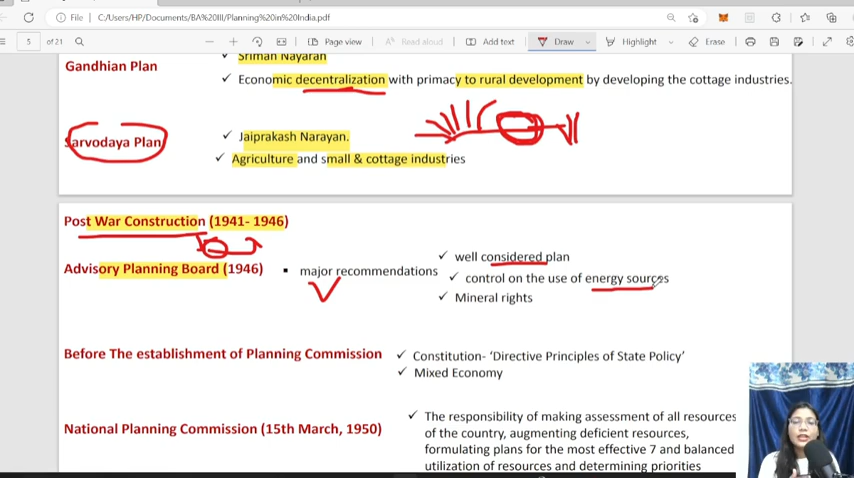 File | C:/Users/HP/Documents/BA%20III/Planning%20in%20India.pdf
5 of 21 Page view Read aloud Add text Draw Highlight Erase
Sriman Nayaran
Gandhian Plan
Economic decentralization with primacy to rural development by developing the cottage industries.
Sarvodaya Plan
Jaiprakash Narayan.
Agriculture and small & cottage industries
Post War Construction (1941- 1946)
Advisory Planning Board (1946)
major recommendations
well considered plan
control on the use of energy sources
Mineral rights
Before The establishment of Planning Commission
Constitution- ‘Directive Principles of State Policy’
Mixed Economy
National Planning Commission (15th March, 1950)
The responsibility of making assessment of all resources
of the country, augmenting deficient resources,
formulating plans for the most effective 7 and balanced
utilization of resources and determining priorities